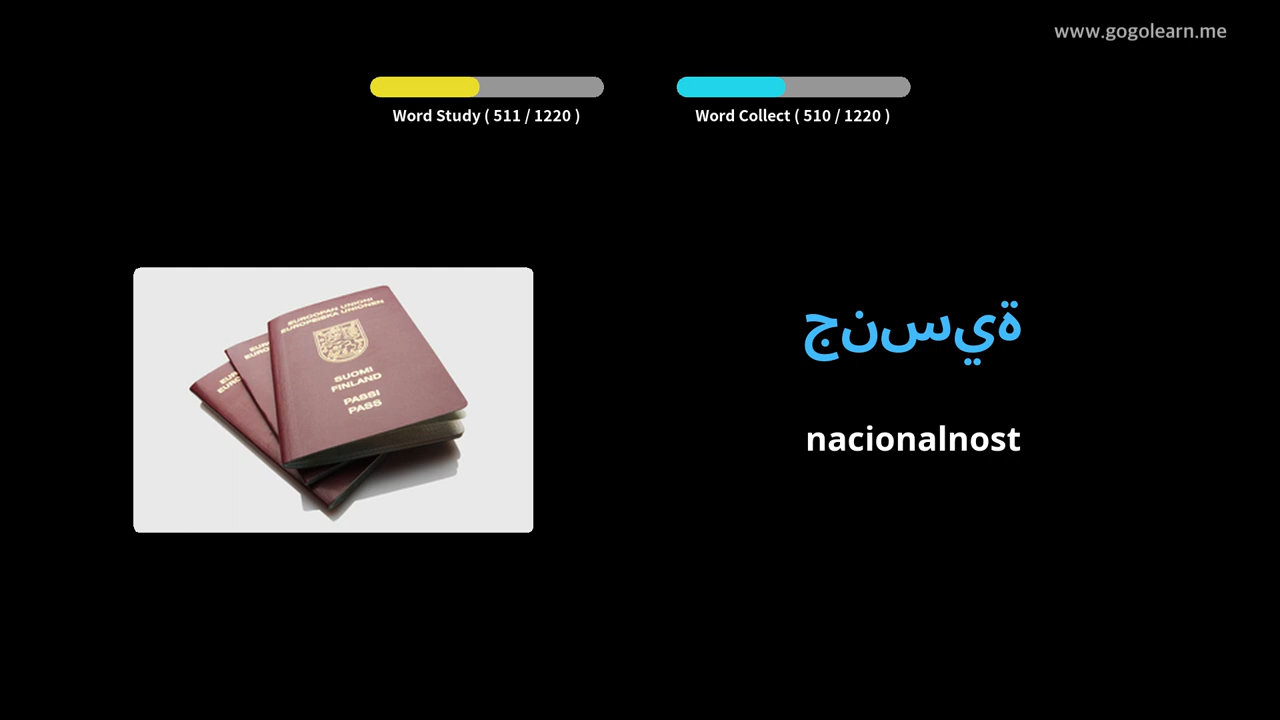 www.gogolearn.me
Word Study ( 511 / 1220 )
Word Collect ( 510 / 1220 )
EUROOPAN UNIONI
EUROPEISKA UNIONEN
SUOMI
FINLAND
PASSI
PASS
جنسية
nacionalnost